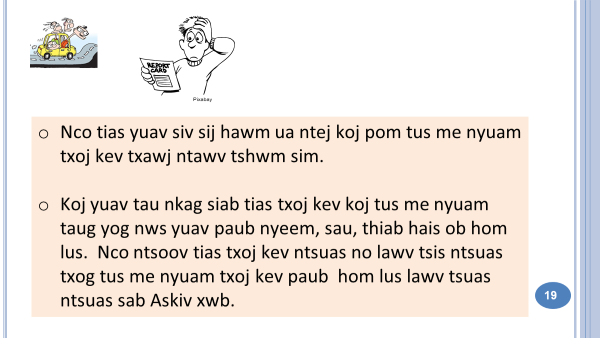 REPORT
CARD
Pixabay
o Nco tias yuav siv sij hawm ua ntej koj pom tus me nyuam
txoj kev txawj ntawv tshwm sim.
o Koj yuav tau nkag siab tias txoj kev koj tus me nyuam
taug yog nws yuav paub nyeem, sau, thiab hais ob hom
lus.  Nco ntsoov tias txoj kev ntsuas no lawv tsis ntsuas
txog tus me nyuam txoj kev paub  hom lus lawv tsuas
ntsuas sab Askiv xwb.
19